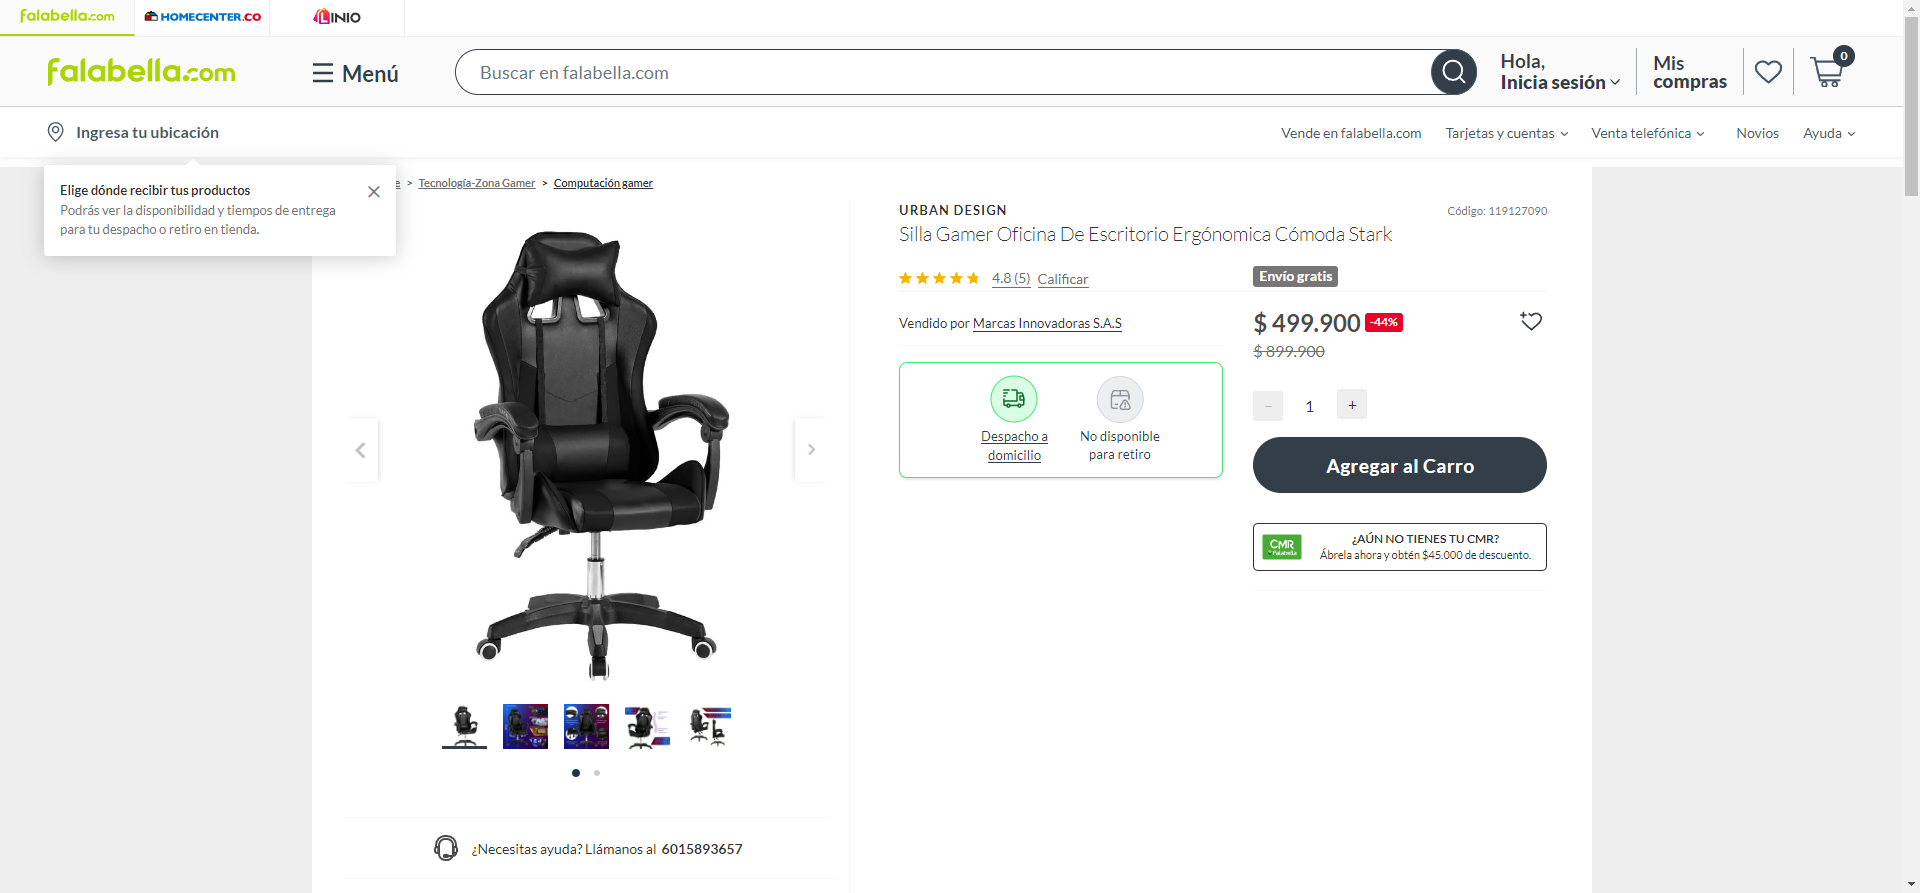 falabella.com
HOMECENTER.CO
LINIO
falabella.com
Menú
Buscar en falabella.com
Hola,
Inicia sesión
Mis
compras
0
Ingresa tu ubicación
Vende en falabella.com
Tarjetas y cuentas
Venta telefónica
Novios
Ayuda
Elige dónde recibir tus productos
Podrás ver la disponibilidad y tiempos de entrega
para tu despacho o retiro en tienda.
e > Tecnología-Zona Gamer > Computación gamer
URBAN DESIGN
Código: 119127090
Silla Gamer Oficina De Escritorio Ergónomica Cómoda Stark
4.8 (5) Calificar
Envío gratis
Vendido por Marcas Innovadoras S.A.S
$ 499.900 -44%
$ 899.900
Despacho a
domicilio
No disponible
para retiro
− 1 +
Agregar al Carro
CMR
Falabella
¿AÚN NO TIENES TU CMR?
Ábrela ahora y obtén $45.000 de descuento.
¿Necesitas ayuda? Llámanos al 6015893657